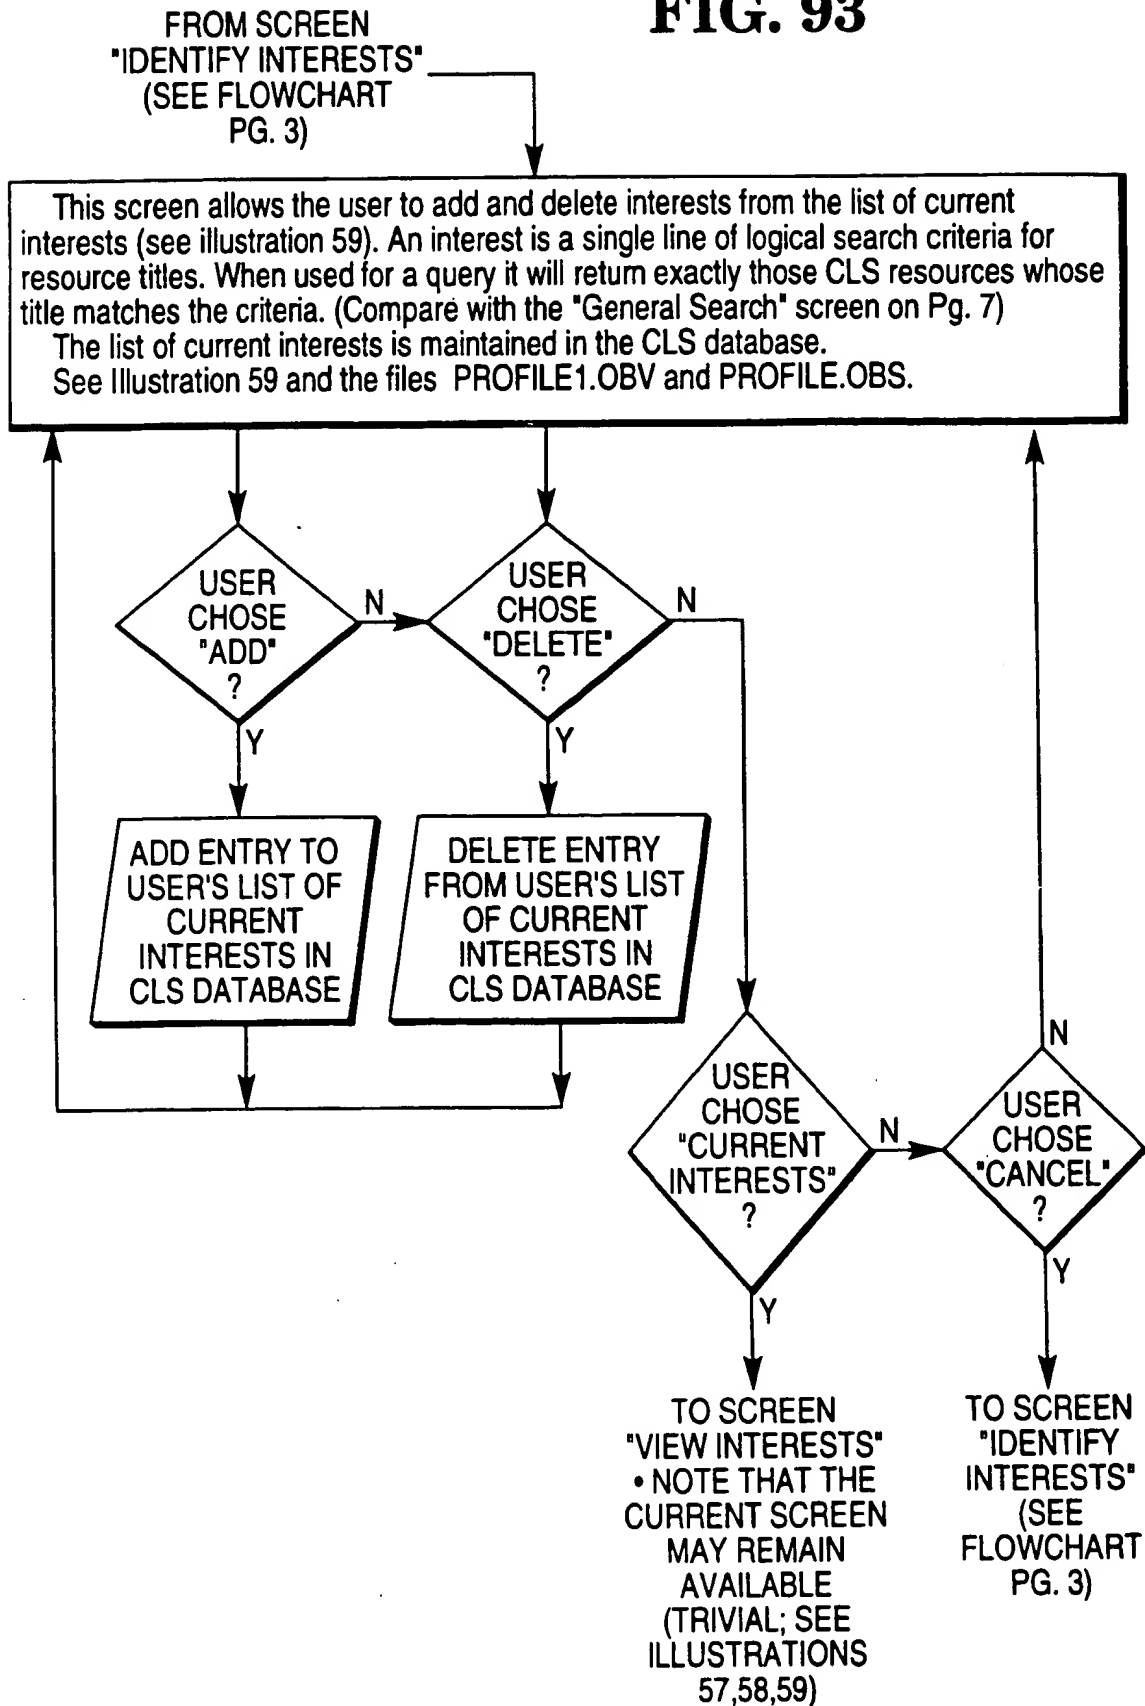 FIG. 93
FROM SCREEN
"IDENTIFY INTERESTS"
(SEE FLOWCHART
PG. 3)
This screen allows the user to add and delete interests from the list of current
interests (see illustration 59). An interest is a single line of logical search criteria for
resource titles. When used for a query it will return exactly those CLS resources whose
title matches the criteria. (Compare with the "General Search" screen on Pg. 7)
The list of current interests is maintained in the CLS database.
See Illustration 59 and the files PROFILE1.OBV and PROFILE.OBS.
USER
CHOSE
"ADD"
?
N
Y
USER
CHOSE
"DELETE"
?
N
Y
ADD ENTRY TO
USER'S LIST OF
CURRENT
INTERESTS IN
CLS DATABASE
DELETE ENTRY
FROM USER'S LIST
OF CURRENT
INTERESTS IN
CLS DATABASE
USER
CHOSE
"CURRENT
INTERESTS"
?
N
Y
USER
CHOSE
"CANCEL"
?
N
Y
TO SCREEN
"VIEW INTERESTS"
• NOTE THAT THE
CURRENT SCREEN
MAY REMAIN
AVAILABLE
(TRIVIAL; SEE
ILLUSTRATIONS
57,58,59)
TO SCREEN
"IDENTIFY
INTERESTS"
(SEE
FLOWCHART
PG. 3)